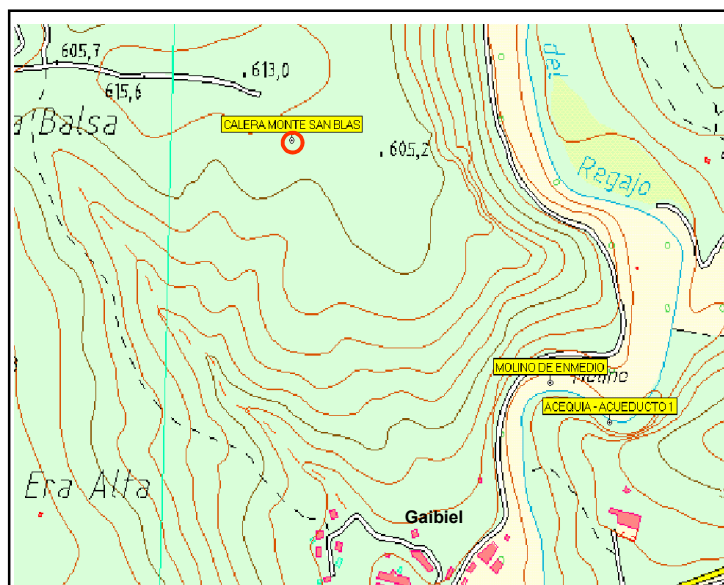 605,7
613,0
615,6
a Balsa
CALERA MONTE SAN BLAS
605,2
del
Regajo
MOLINO DE ENMEDIO
Molino
ACEQUIA - ACUEDUCTO 1
Era Alta
Gaibiel